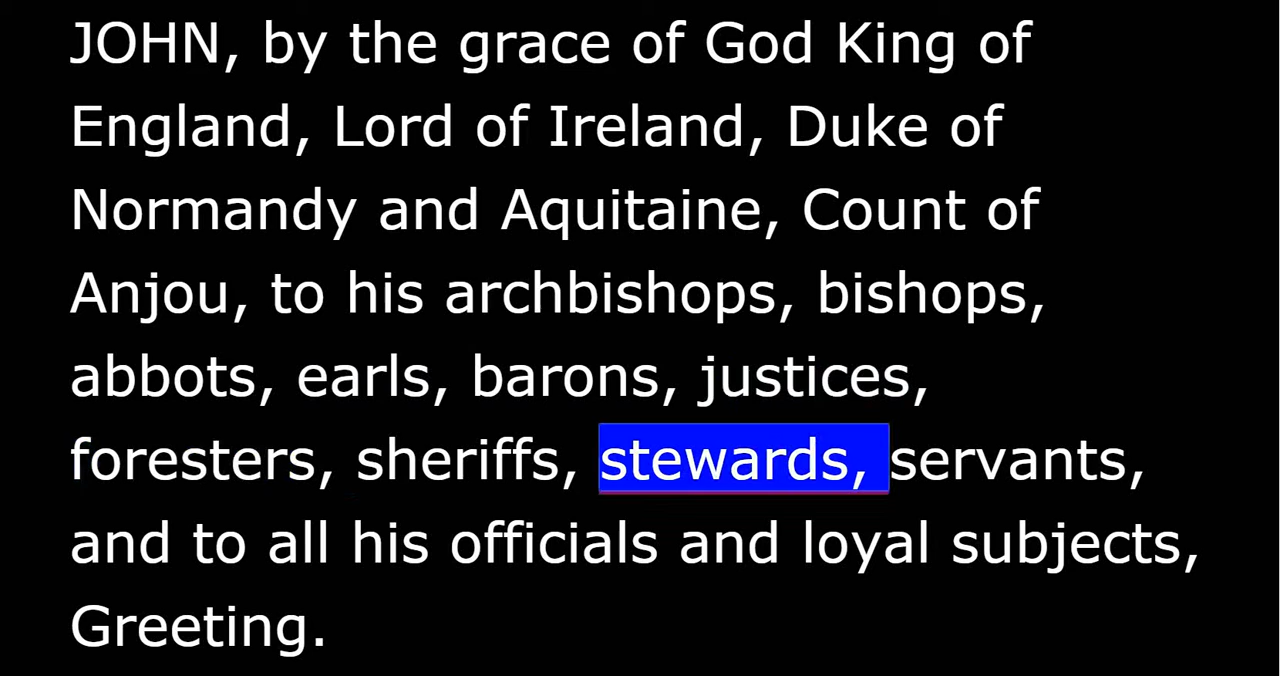 JOHN, by the grace of God King of
England, Lord of Ireland, Duke of
Normandy and Aquitaine, Count of
Anjou, to his archbishops, bishops,
abbots, earls, barons, justices,
foresters, sheriffs, stewards, servants,
and to all his officials and loyal subjects,
Greeting.